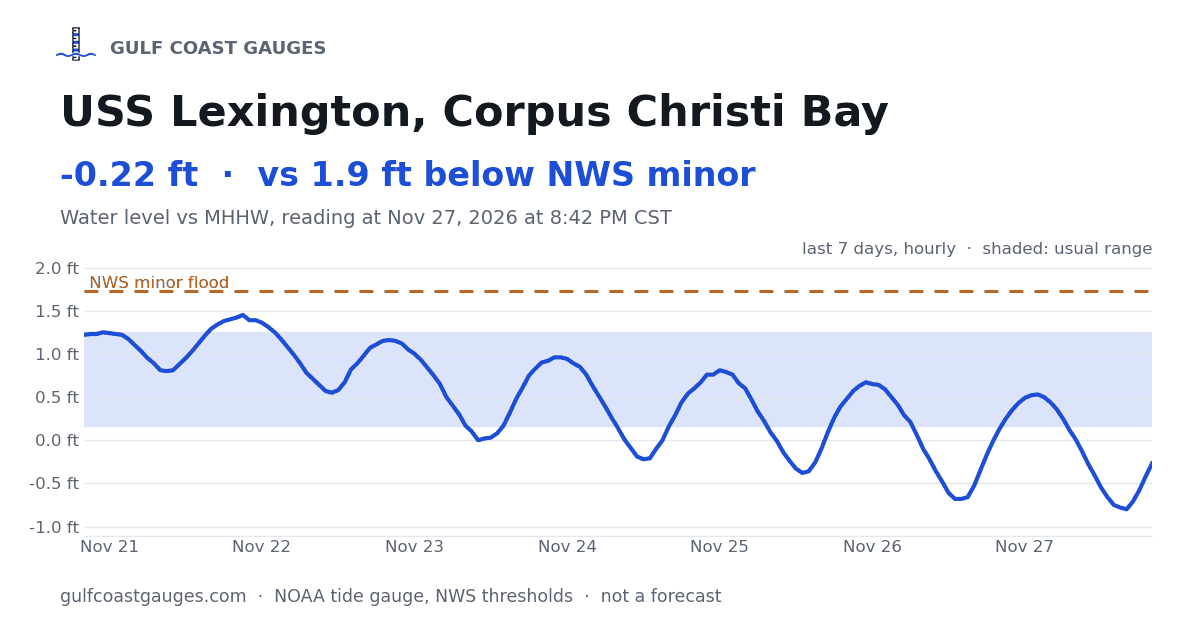 GULF COAST GAUGES
USS Lexington, Corpus Christi Bay
-0.22 ft · vs 1.9 ft below NWS minor
Water level vs MHHW, reading at Nov 27, 2026 at 8:42 PM CST
last 7 days, hourly · shaded: usual range
2.0 ft
NWS minor flood
1.5 ft
1.0 ft
0.5 ft
0.0 ft
-0.5 ft
-1.0 ft
Nov 21 Nov 22 Nov 23 Nov 24 Nov 25 Nov 26 Nov 27
gulfcoastgauges.com · NOAA tide gauge, NWS thresholds · not a forecast